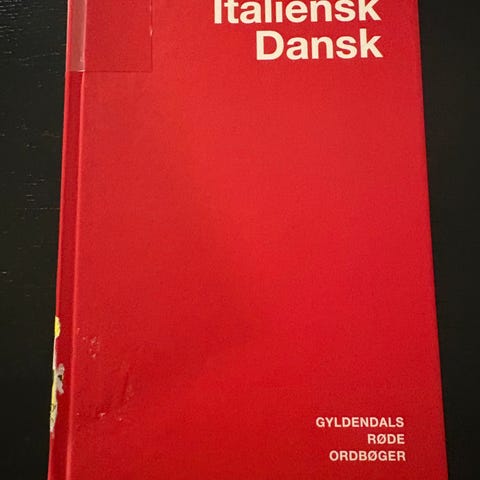 Italiensk
Dansk
GYLDENDALS
RØDE
ORDBØGER